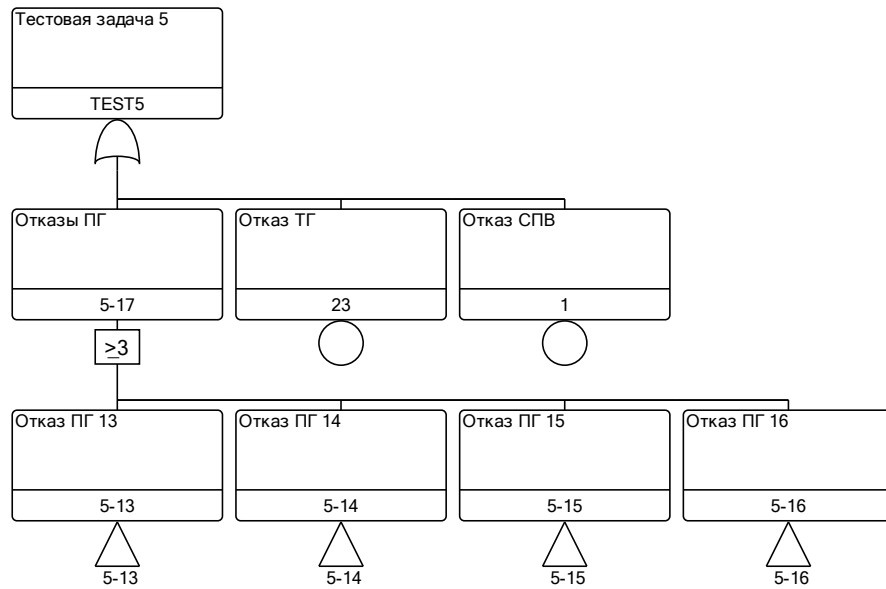 Тестовая задача 5
TEST5
Отказы ПГ
Отказ ТГ
Отказ СПВ
5-17
23
1
≥3
Отказ ПГ 13
Отказ ПГ 14
Отказ ПГ 15
Отказ ПГ 16
5-13
5-14
5-15
5-16
5-13
5-14
5-15
5-16